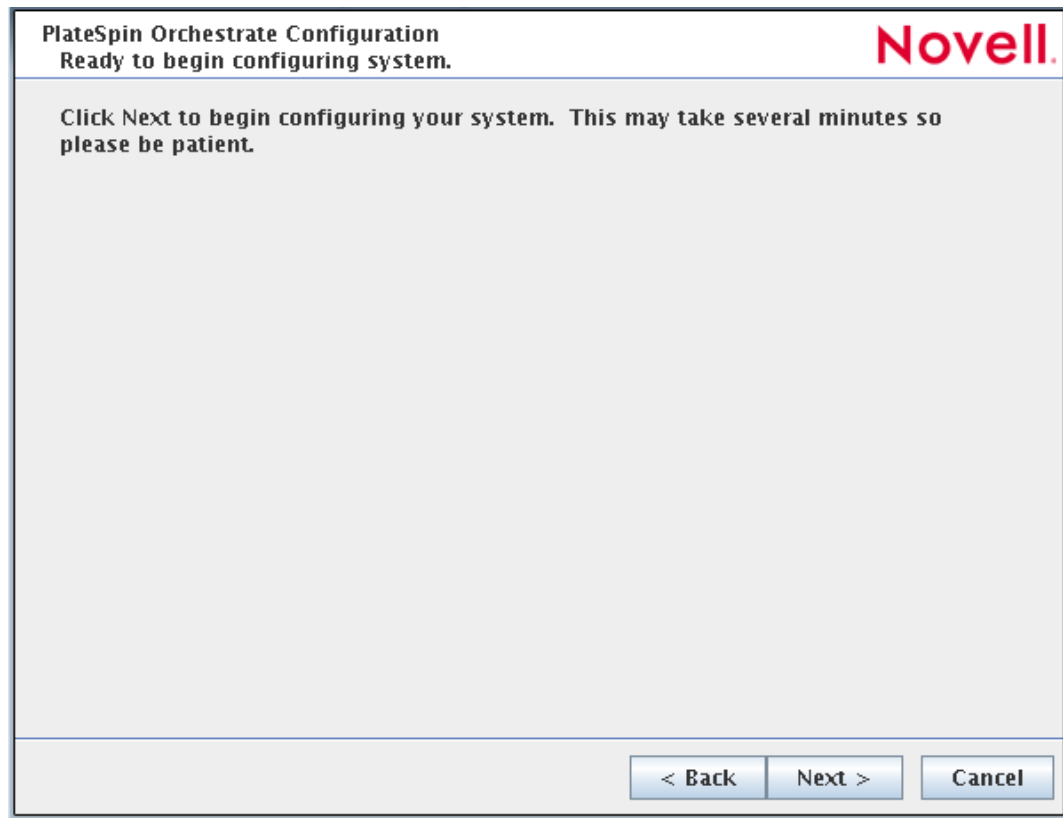 PlateSpin Orchestrate Configuration
Ready to begin configuring system.
Novell.
Click Next to begin configuring your system. This may take several minutes so
please be patient.
< Back Next > Cancel